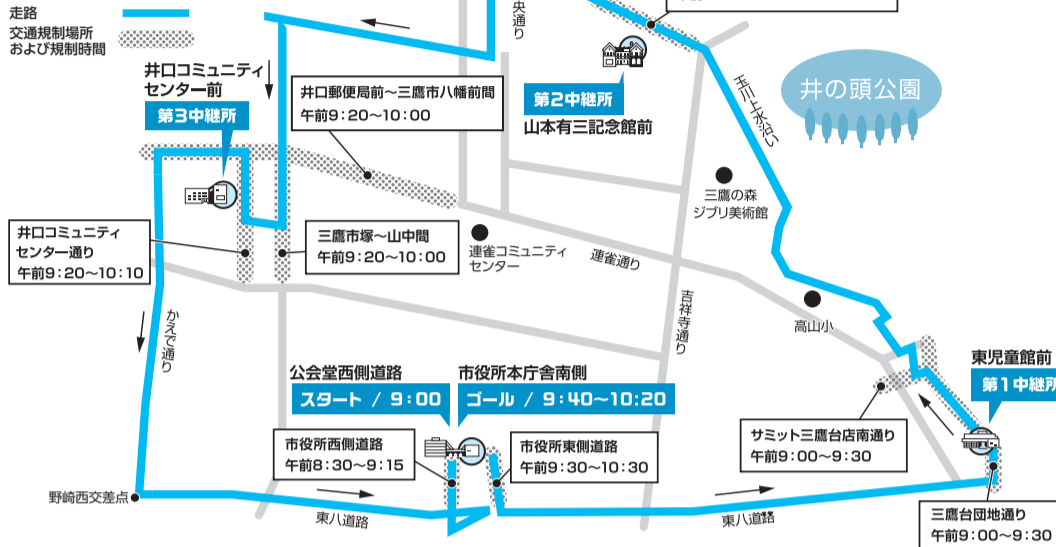 走路
交通規制場所
および規制時間
央通り
井口コミュニティ
センター前
第3中継所
井口郵便局前〜三鷹市八幡前間
午前9:20〜10:00
第2中継所
山本有三記念館前
玉川上水沿い
井の頭公園
三鷹の森
ジブリ美術館
井口コミュニティ
センター通り
午前9:20〜10:10
三鷹市塚〜山中間
午前9:20〜10:00
連雀コミュニティ
センター
連雀通り
吉祥寺通り
高山小
かえで通り
公会堂西側道路
スタート / 9:00
市役所本庁舎南側
ゴール / 9:40〜10:20
東児童館前
第1中継所
市役所西側道路
午前8:30〜9:15
市役所東側道路
午前9:30〜10:30
サミット三鷹台店南通り
午前9:00〜9:30
野崎西交差点
東八道路
東八道路
三鷹台団地通り
午前9:00〜9:30